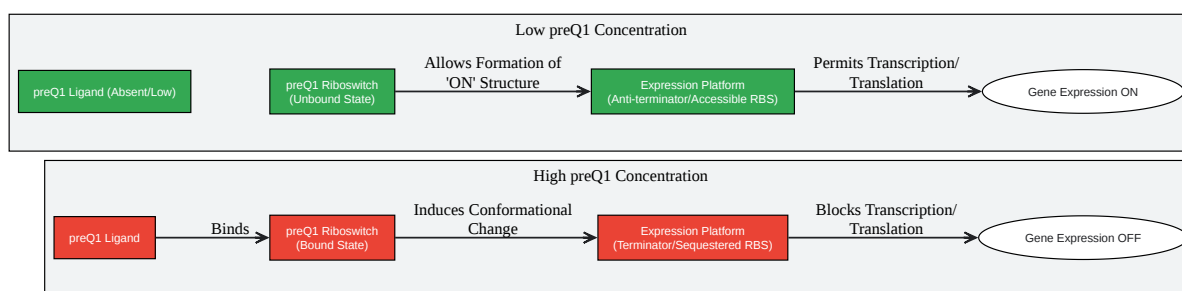 Low preQ1 Concentration
preQ1 Ligand (Absent/Low)
preQ1 Riboswitch
(Unbound State)
Allows Formation of
'ON' Structure
Expression Platform
(Anti-terminator/Accessible RBS)
Permits Transcription/
Translation
Gene Expression ON
High preQ1 Concentration
preQ1 Ligand
Binds
preQ1 Riboswitch
(Bound State)
Induces Conformational
Change
Expression Platform
(Terminator/Sequestered RBS)
Blocks Transcription/
Translation
Gene Expression OFF